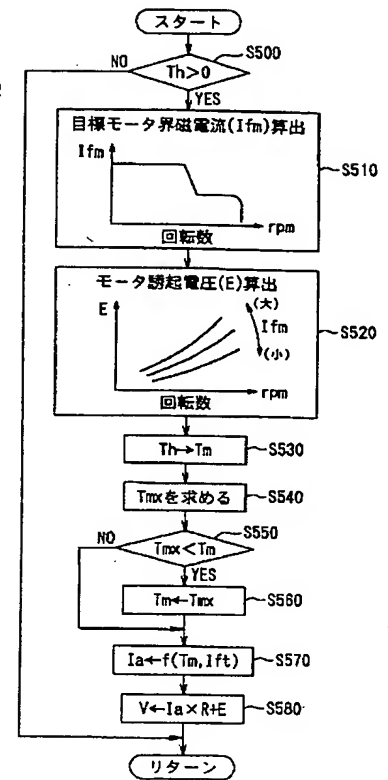 スタート
S500
NO
Th>0
YES
目標モータ界磁電流(Ifm)算出
Ifm
S510
rpm
回転数
モータ誘起電圧(E)算出
(大)
E
Ifm
S520
(小)
rpm
回転数
Th→Tm
S530
Tmxを求める
S540
S550
NO
Tmx<Tm
YES
Tm←Tmx
S560
Ia←f(Tm,Ift)
S570
V←Ia×R+E
S580
リターン